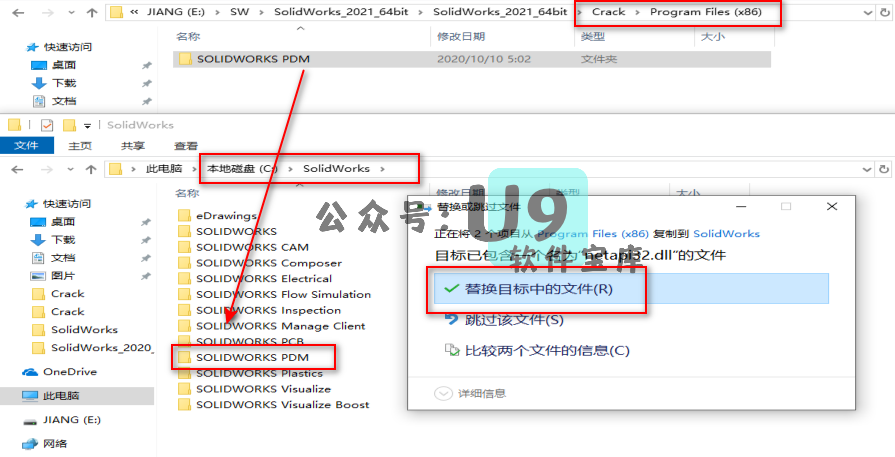 « JIANG (E:) › SW › SolidWorks_2021_64bit › SolidWorks_2021_64bit › Crack › Program Files (x86)
名称 修改日期 类型 大小
快速访问
桌面
下载
文档
SOLIDWORKS PDM 2020/10/10 5:02 文件夹
SolidWorks
文件 主页 共享 查看
此电脑 › 本地磁盘 (C:) › SolidWorks ›
名称 修改日期 类型 大小
快速访问
桌面
下载
文档
图片
Crack
Crack
SolidWorks
SolidWorks_2020_
OneDrive
此电脑
JIANG (E:)
网络
eDrawings
SOLIDWORKS
SOLIDWORKS CAM
SOLIDWORKS Composer
SOLIDWORKS Electrical
SOLIDWORKS Flow Simulation
SOLIDWORKS Inspection
SOLIDWORKS Manage Client
SOLIDWORKS PCB
SOLIDWORKS PDM
SOLIDWORKS Plastics
SOLIDWORKS Visualize
SOLIDWORKS Visualize Boost
公众号:U9
软件宝库
替换或跳过文件
正在将 2 个项目从 Program Files (x86) 复制到 SolidWorks
目标已包含一个名为"netapi32.dll"的文件
替换目标中的文件(R)
跳过该文件(S)
比较两个文件的信息(C)
详细信息